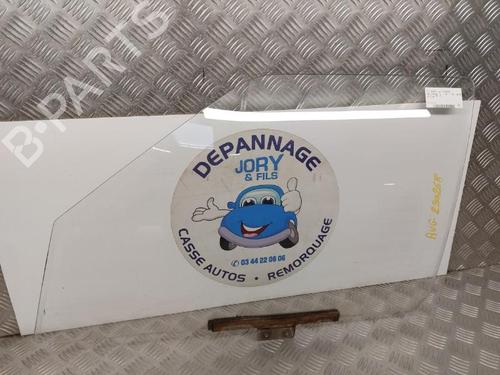 B-PARTS
DEPANNAGE
JORY
& FILS
✆ 03 44 22 06 06
CASSE AUTOS • REMORQUAGE